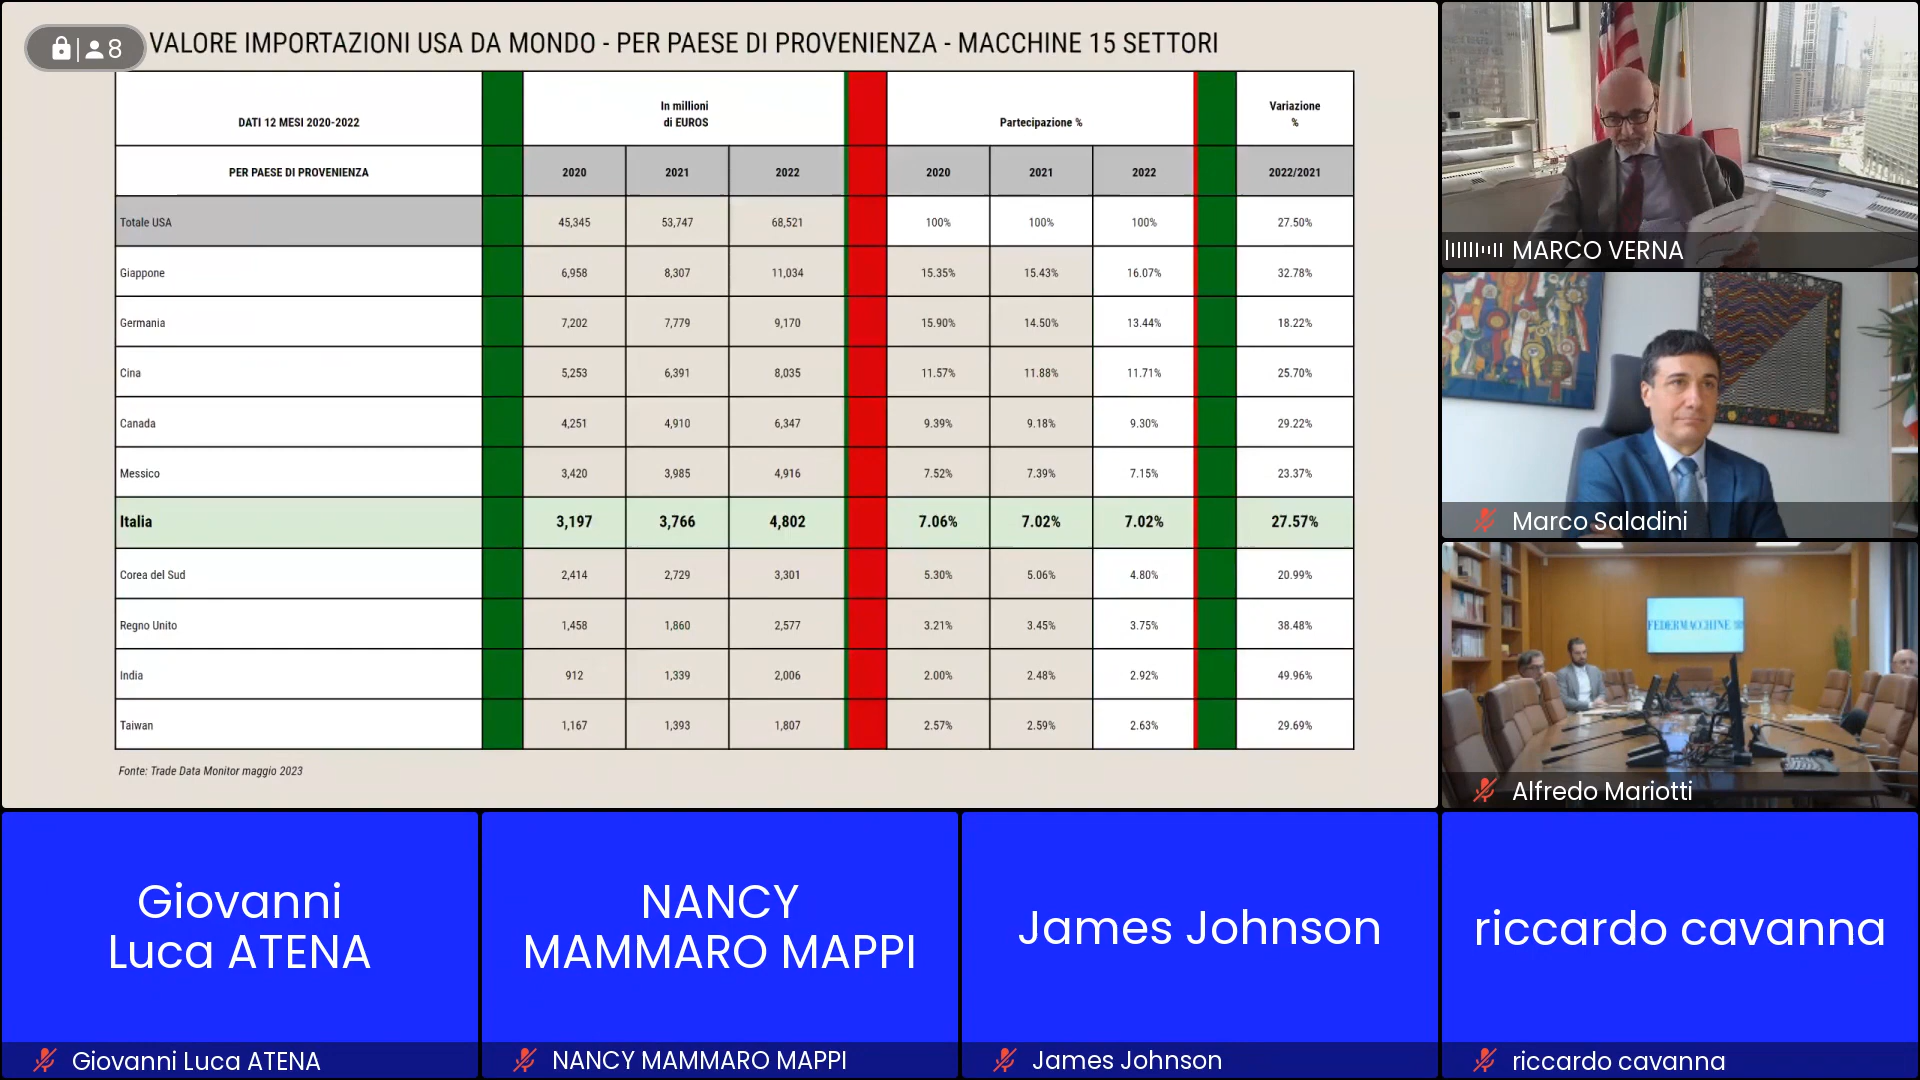 8
VALORE IMPORTAZIONI USA DA MONDO - PER PAESE DI PROVENIENZA - MACCHINE 15 SETTORI
DATI 12 MESI 2020-2022 In millioni di EUROS Partecipazione % Variazione %
PER PAESE DI PROVENIENZA 2020 2021 2022 2020 2021 2022 2022/2021
Totale USA 45,345 53,747 68,521 100% 100% 100% 27.50%
Giappone 6,958 8,307 11,034 15.35% 15.43% 16.07% 32.78%
Germania 7,202 7,779 9,170 15.90% 14.50% 13.44% 18.22%
Cina 5,253 6,391 8,035 11.57% 11.88% 11.71% 25.70%
Canada 4,251 4,910 6,347 9.39% 9.18% 9.30% 29.22%
Messico 3,420 3,985 4,916 7.52% 7.39% 7.15% 23.37%
Italia 3,197 3,766 4,802 7.06% 7.02% 7.02% 27.57%
Corea del Sud 2,414 2,729 3,301 5.30% 5.06% 4.80% 20.99%
Regno Unito 1,458 1,860 2,577 3.21% 3.45% 3.75% 38.48%
India 912 1,339 2,006 2.00% 2.48% 2.92% 49.96%
Taiwan 1,167 1,393 1,807 2.57% 2.59% 2.63% 29.69%
Fonte: Trade Data Monitor maggio 2023
MARCO VERNA
Marco Saladini
FEDERMACCHINE
Alfredo Mariotti
Giovanni
Luca ATENA
Giovanni Luca ATENA
NANCY
MAMMARO MAPPI
NANCY MAMMARO MAPPI
James Johnson
James Johnson
riccardo cavanna
riccardo cavanna